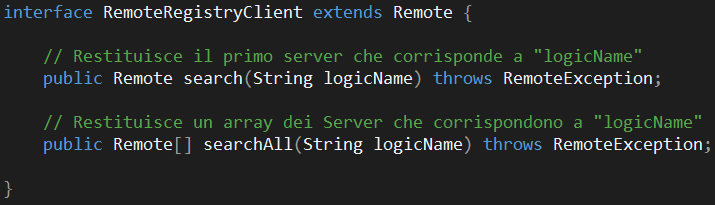 interface RemoteRegistryClient extends Remote {
// Restituisce il primo server che corrisponde a "logicName"
public Remote search(String logicName) throws RemoteException;
// Restituisce un array dei Server che corrispondono a "logicName"
public Remote[] searchAll(String logicName) throws RemoteException;
}